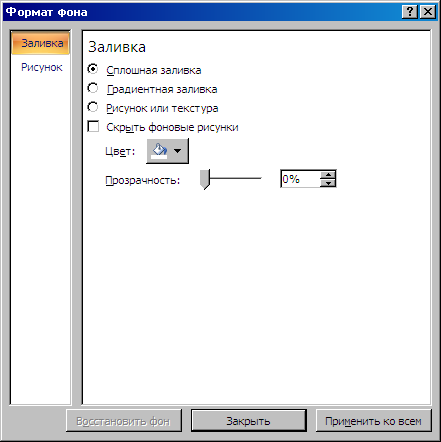 Формат фона
Заливка
Рисунок
Заливка
Сплошная заливка
Градиентная заливка
Рисунок или текстура
Скрыть фоновые рисунки
Цвет:
Прозрачность: 0%
Восстановить фон Закрыть Применить ко всем